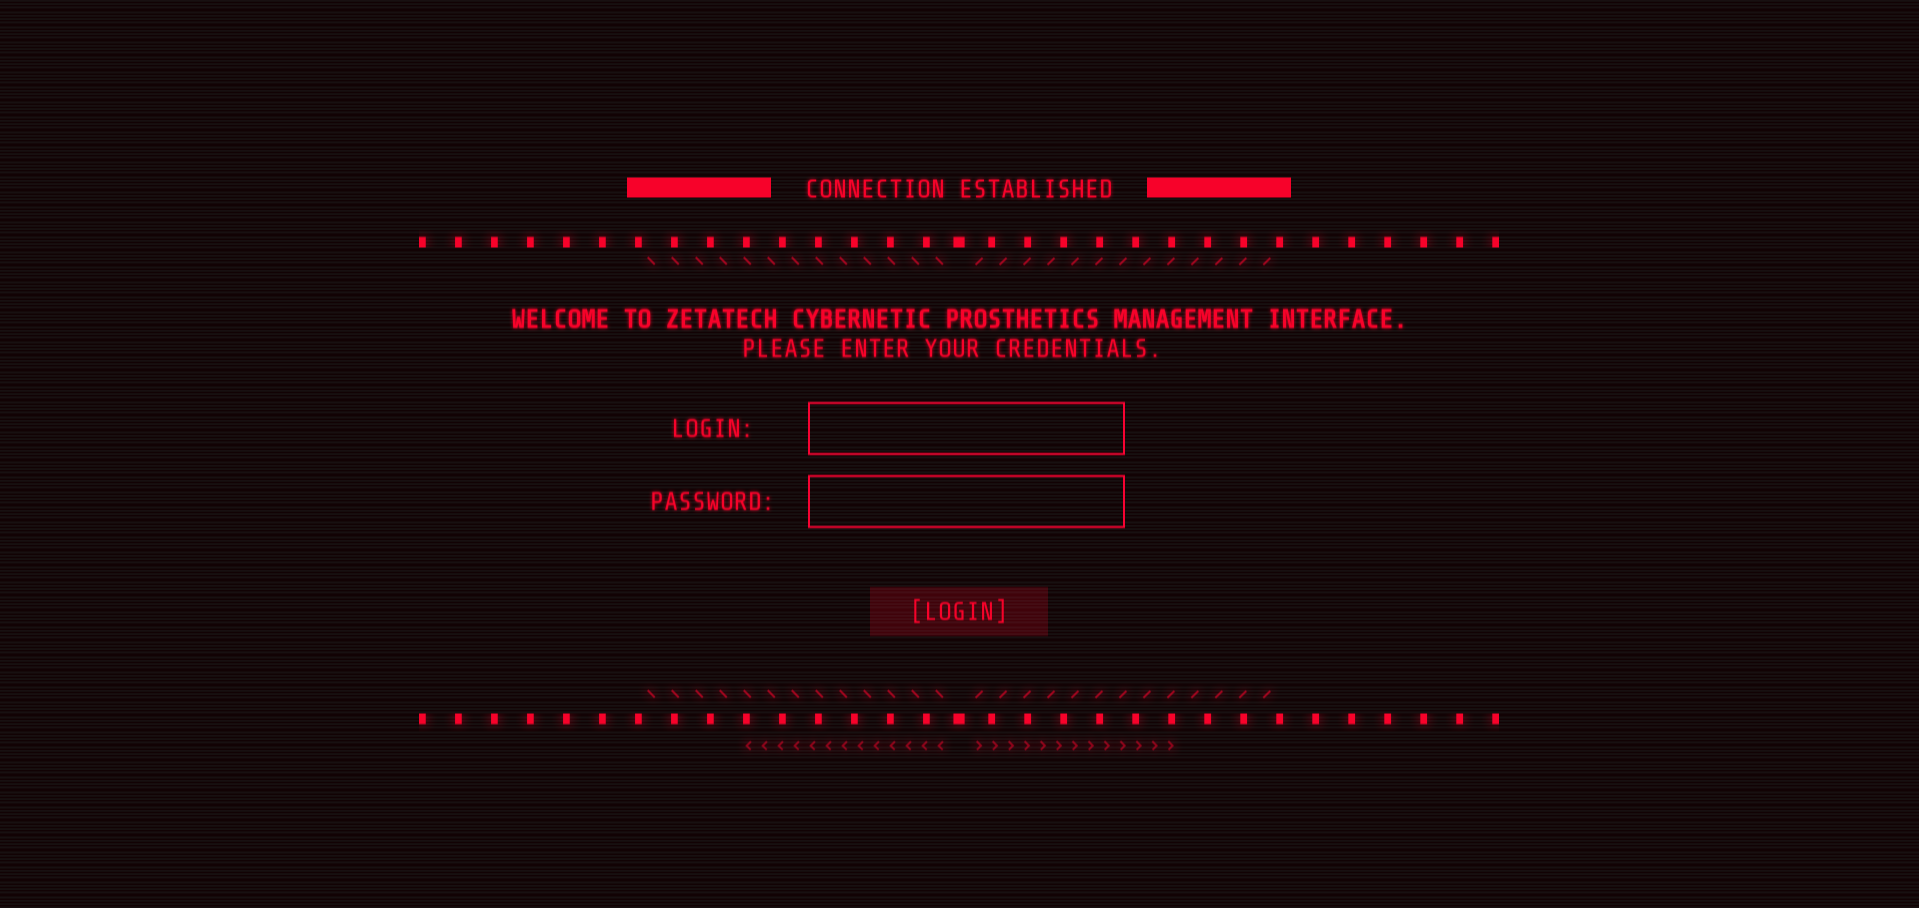 CONNECTION ESTABLISHED
WELCOME TO ZETATECH CYBERNETIC PROSTHETICS MANAGEMENT INTERFACE.
PLEASE ENTER YOUR CREDENTIALS.
LOGIN:
PASSWORD:
[LOGIN]